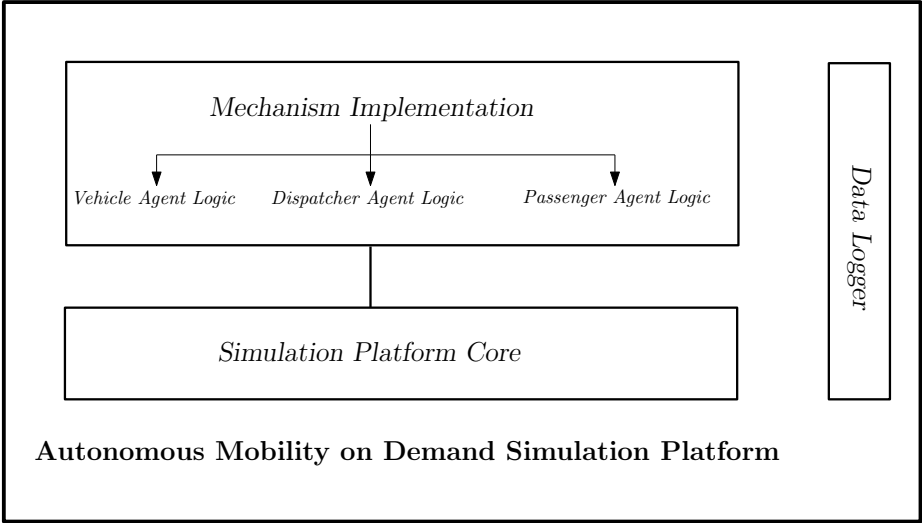 Mechanism Implementation
Vehicle Agent Logic
Dispatcher Agent Logic
Passenger Agent Logic
Simulation Platform Core
Data Logger
Autonomous Mobility on Demand Simulation Platform